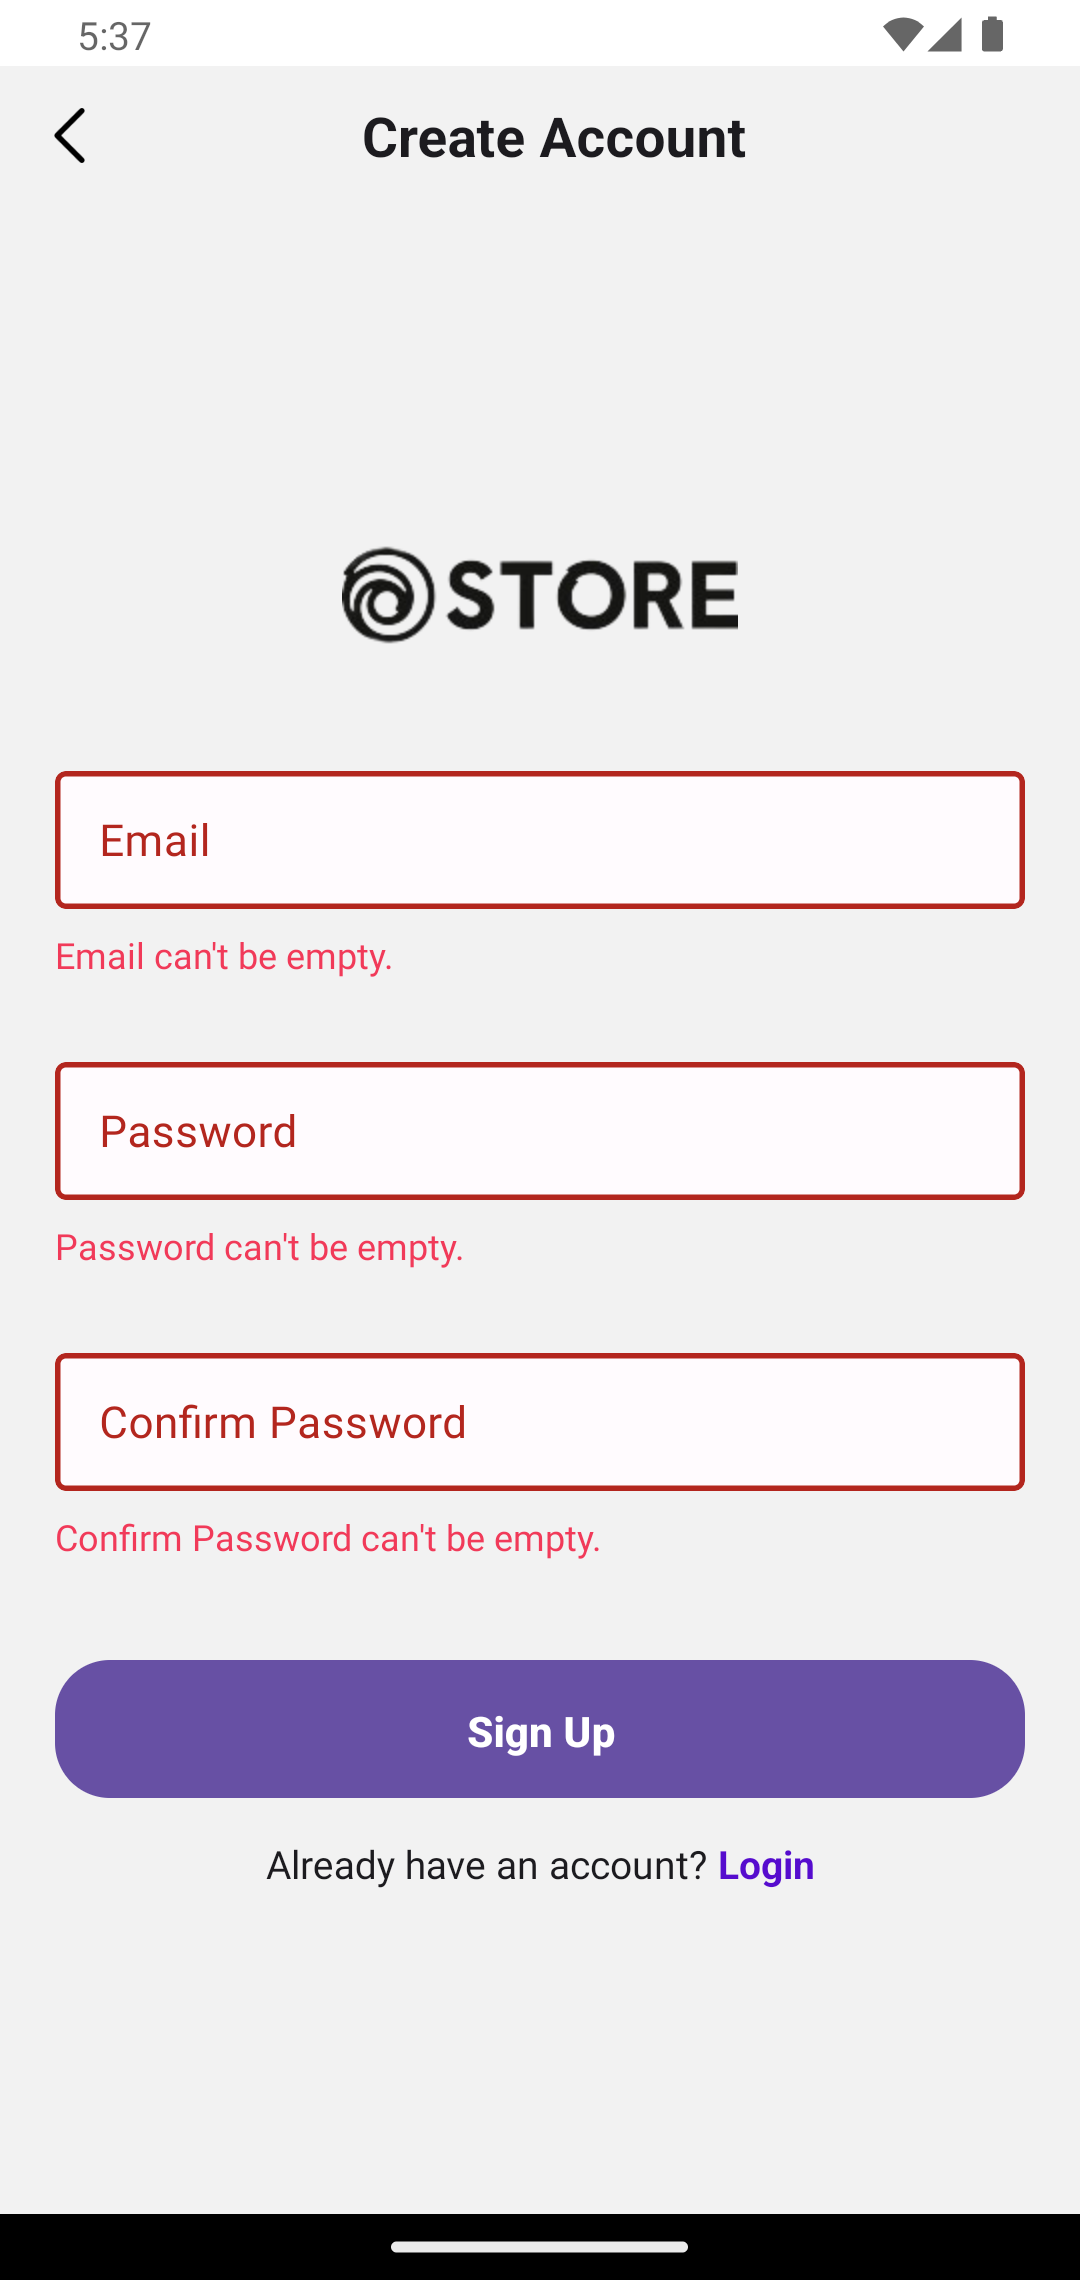 5:37
Create Account
STORE
Email
Email can't be empty.
Password
Password can't be empty.
Confirm Password
Confirm Password can't be empty.
Sign Up
Already have an account? Login